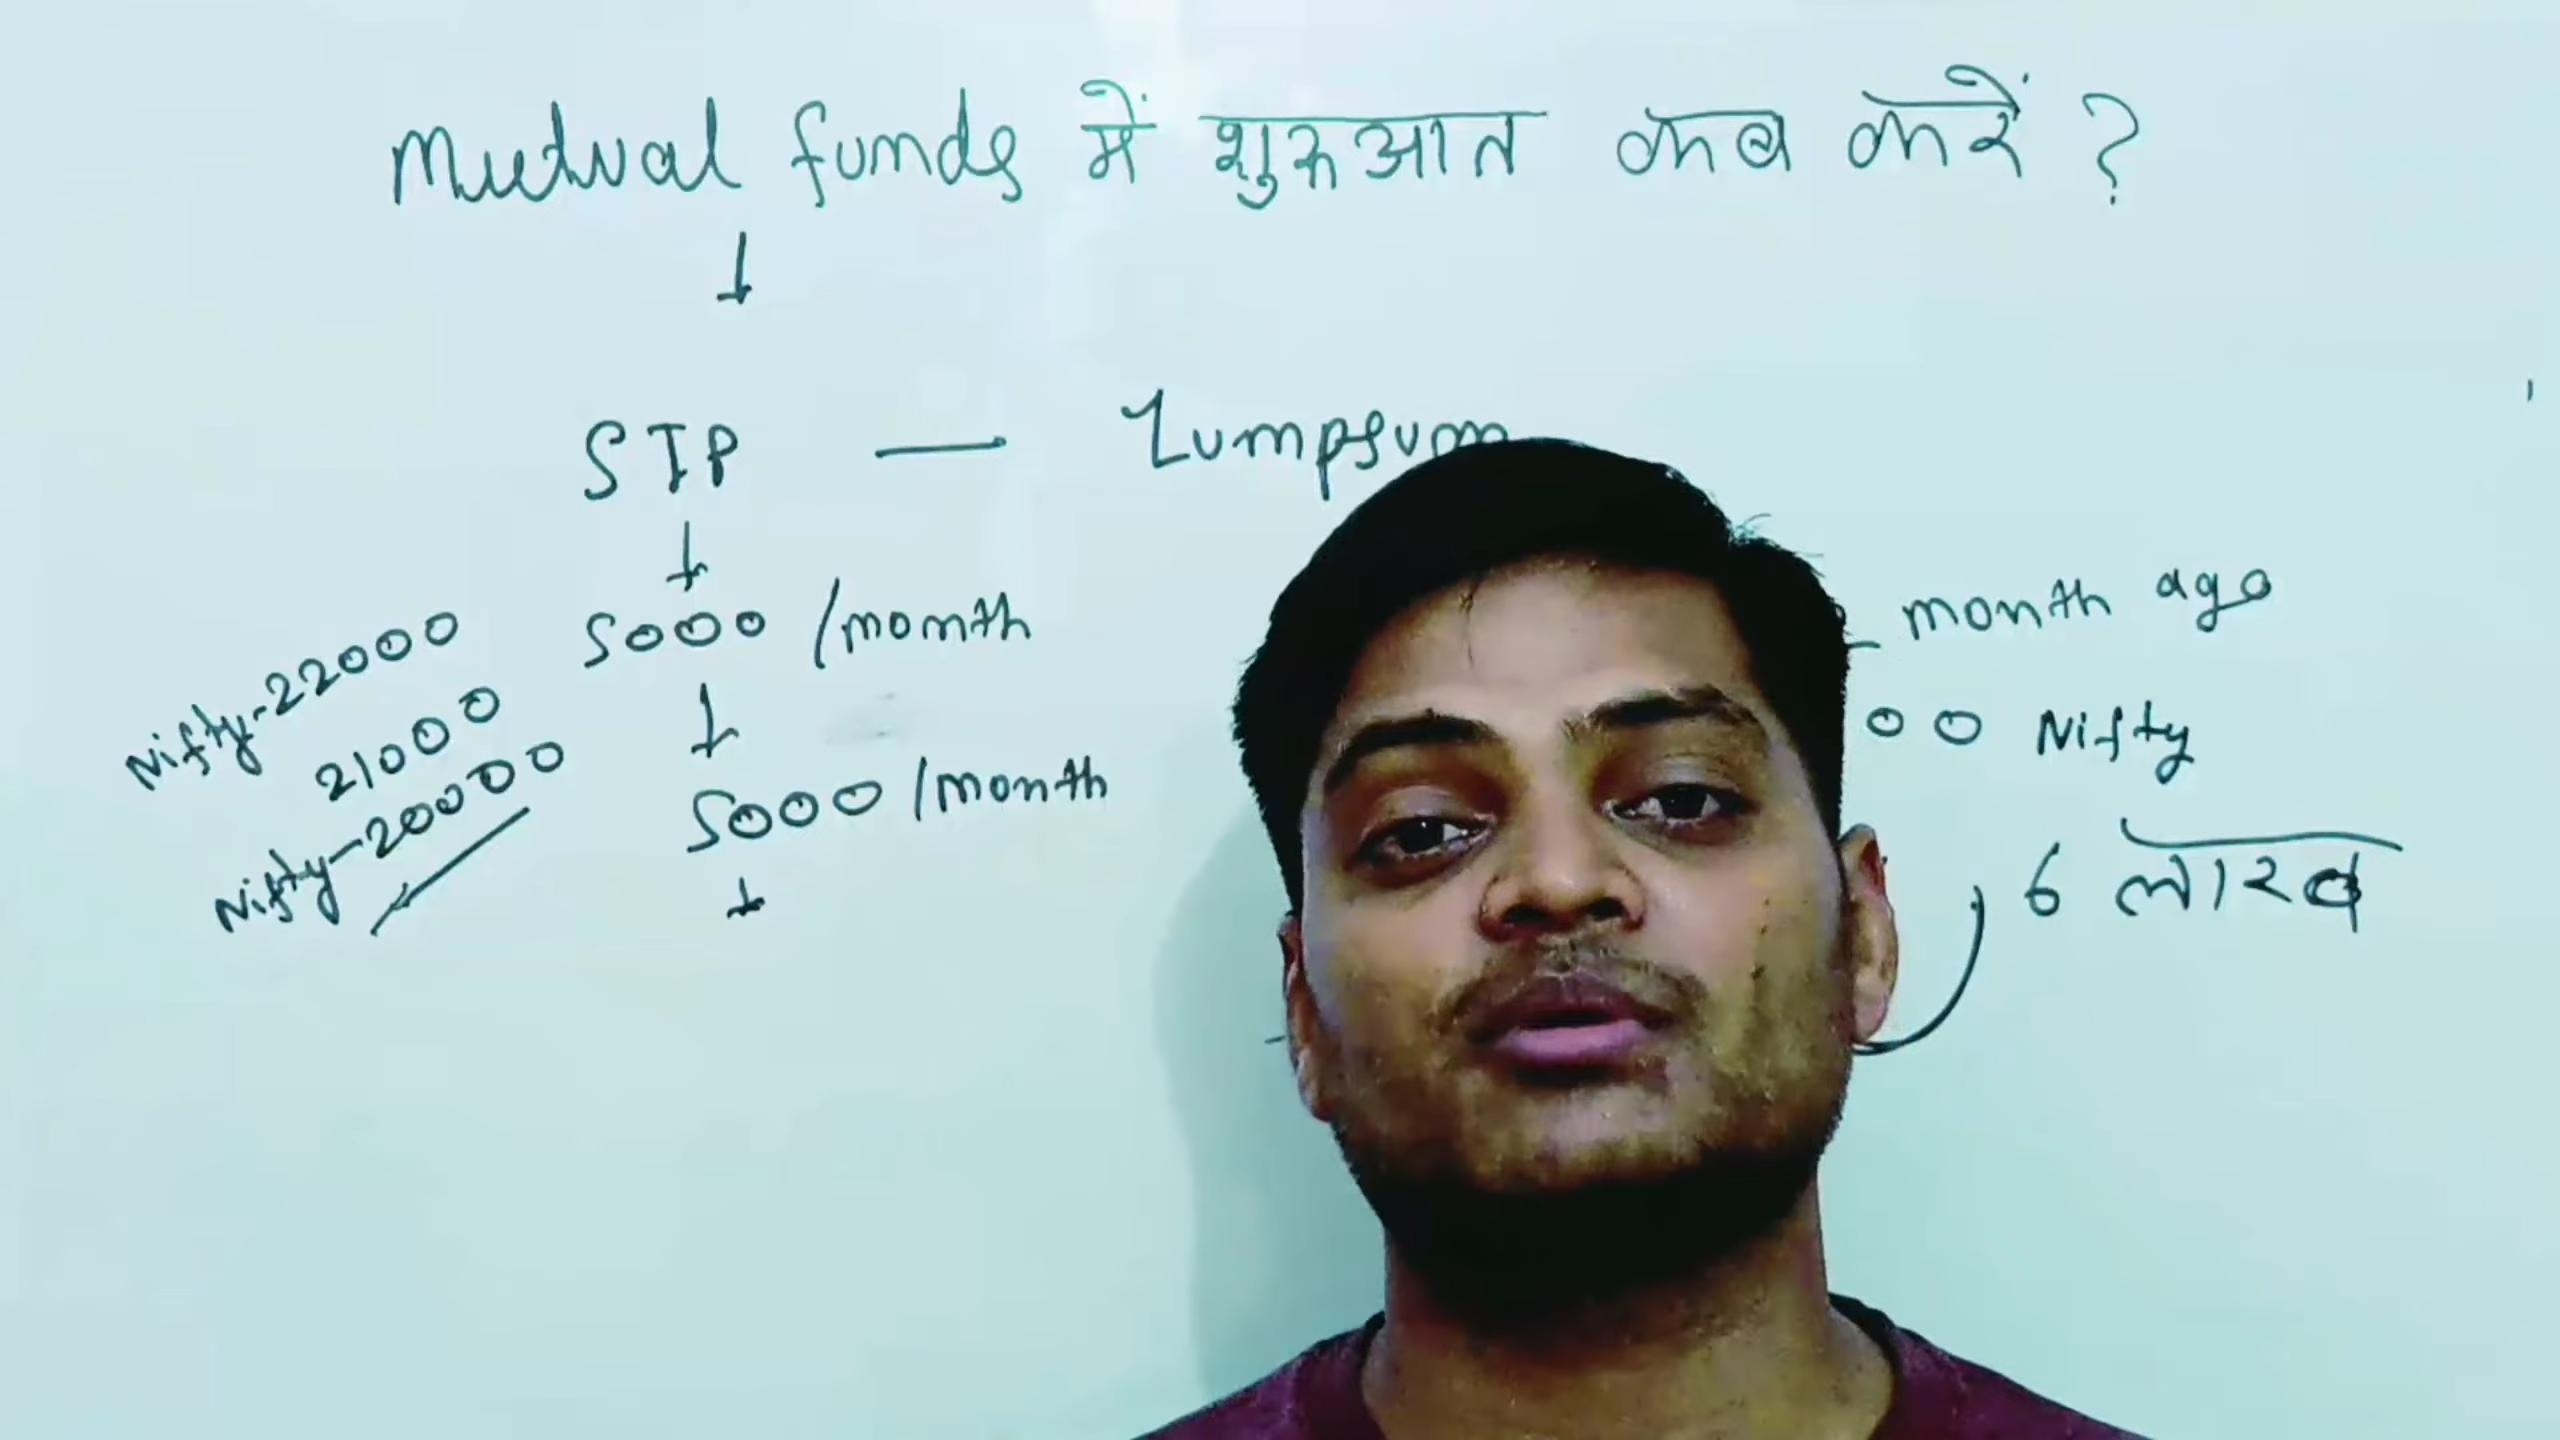 Mutual funds में शुरुआत कब करें ?
SIP — Lumpsum
5000 /month
Nifty-22000
21000
Nifty-20000
5000 /month
month ago
00 Nifty
6 लाख